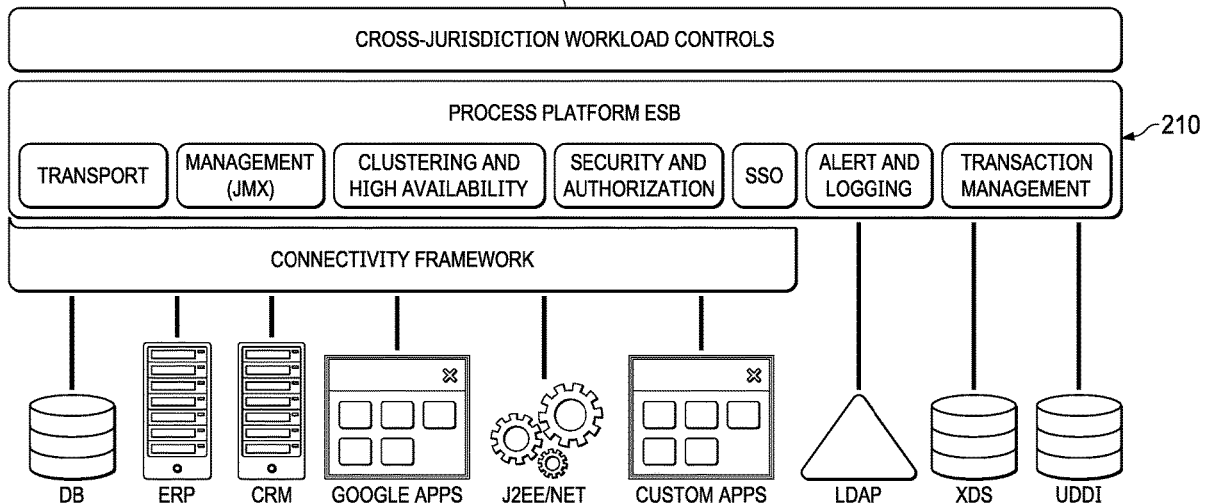 CROSS-JURISDICTION WORKLOAD CONTROLS
PROCESS PLATFORM ESB
210
TRANSPORT
MANAGEMENT
(JMX)
CLUSTERING AND
HIGH AVAILABILITY
SECURITY AND
AUTHORIZATION
SSO
ALERT AND
LOGGING
TRANSACTION
MANAGEMENT
CONNECTIVITY FRAMEWORK
DB
ERP
CRM
GOOGLE APPS
J2EE/NET
CUSTOM APPS
LDAP
XDS
UDDI